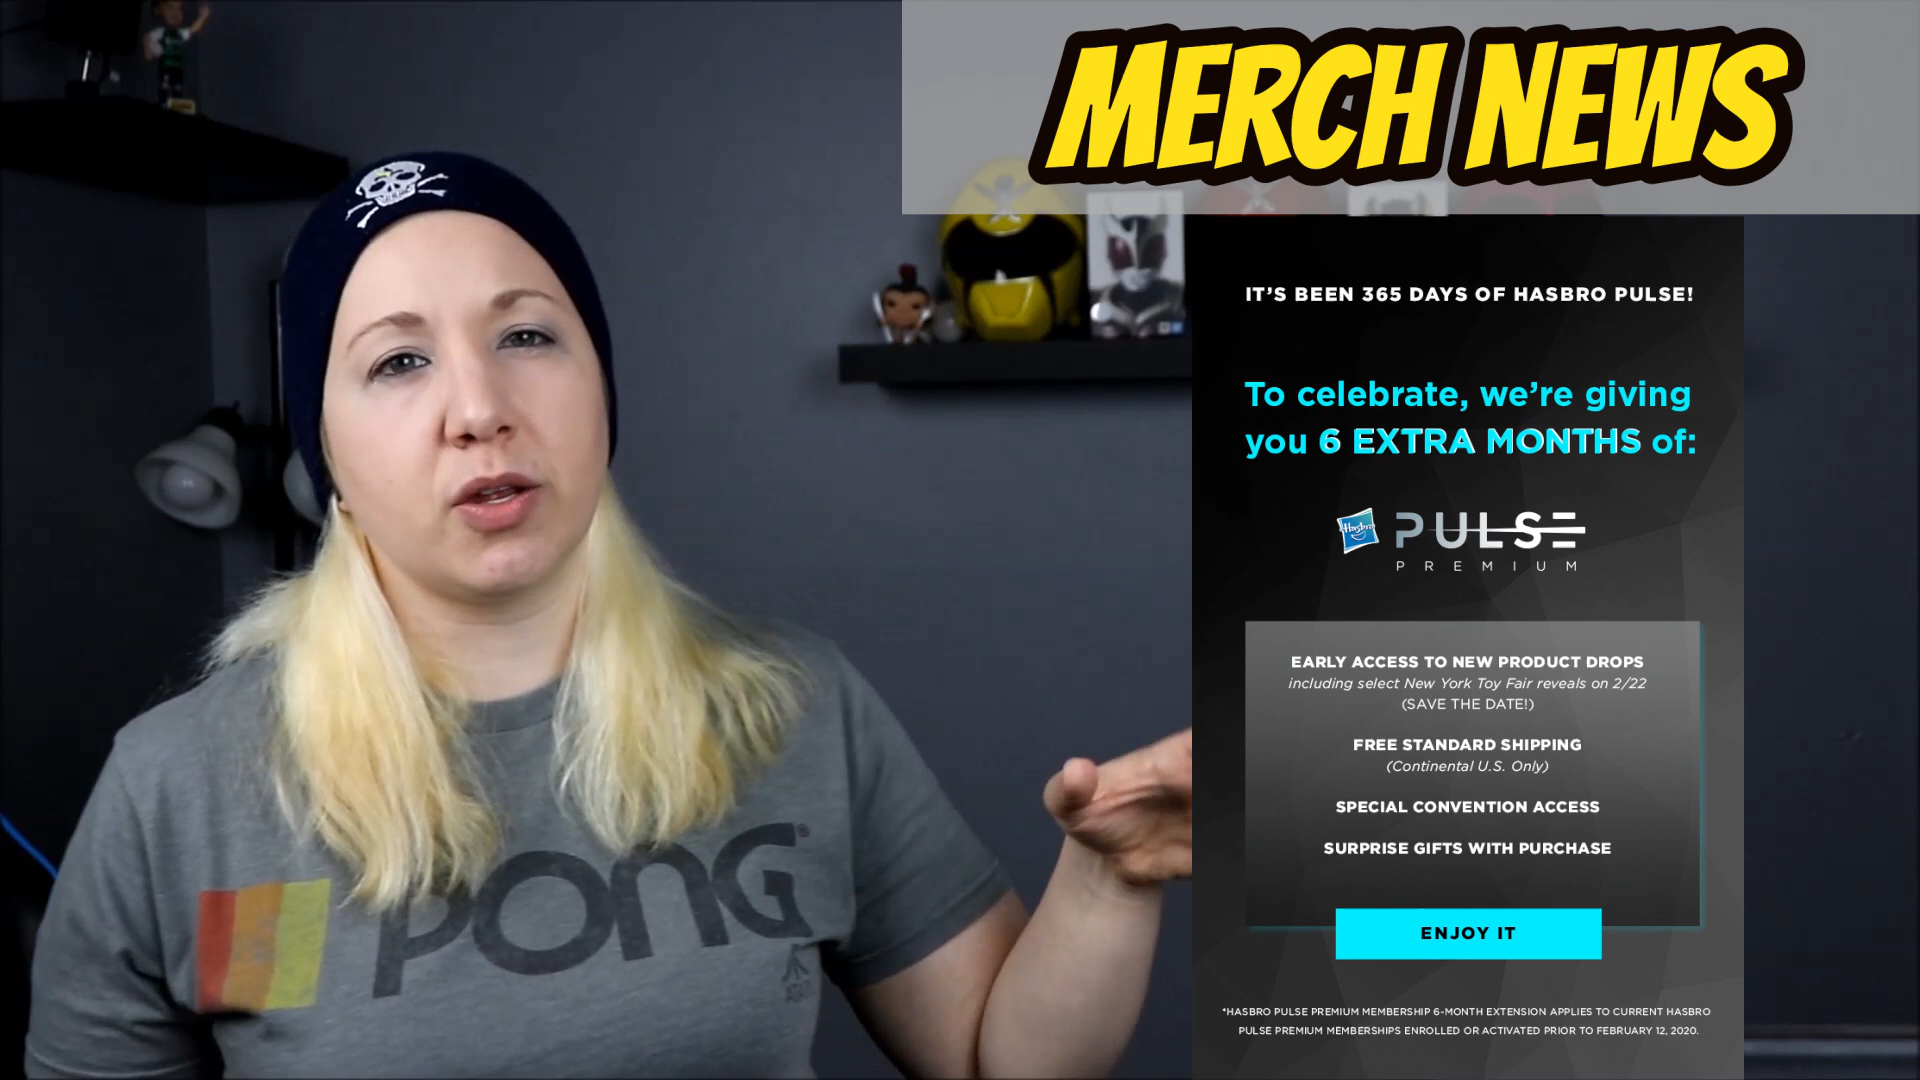 MERCH NEWS
IT'S BEEN 365 DAYS OF HASBRO PULSE!
To celebrate, we're giving
you 6 EXTRA MONTHS of:
Hasbro
PULSE
PREMIUM
EARLY ACCESS TO NEW PRODUCT DROPS
including select New York Toy Fair reveals on 2/22
(SAVE THE DATE!)
FREE STANDARD SHIPPING
(Continental U.S. Only)
SPECIAL CONVENTION ACCESS
SURPRISE GIFTS WITH PURCHASE
ENJOY IT
*HASBRO PULSE PREMIUM MEMBERSHIP 6-MONTH EXTENSION APPLIES TO CURRENT HASBRO
PULSE PREMIUM MEMBERSHIPS ENROLLED OR ACTIVATED PRIOR TO FEBRUARY 12, 2020.
PONG®